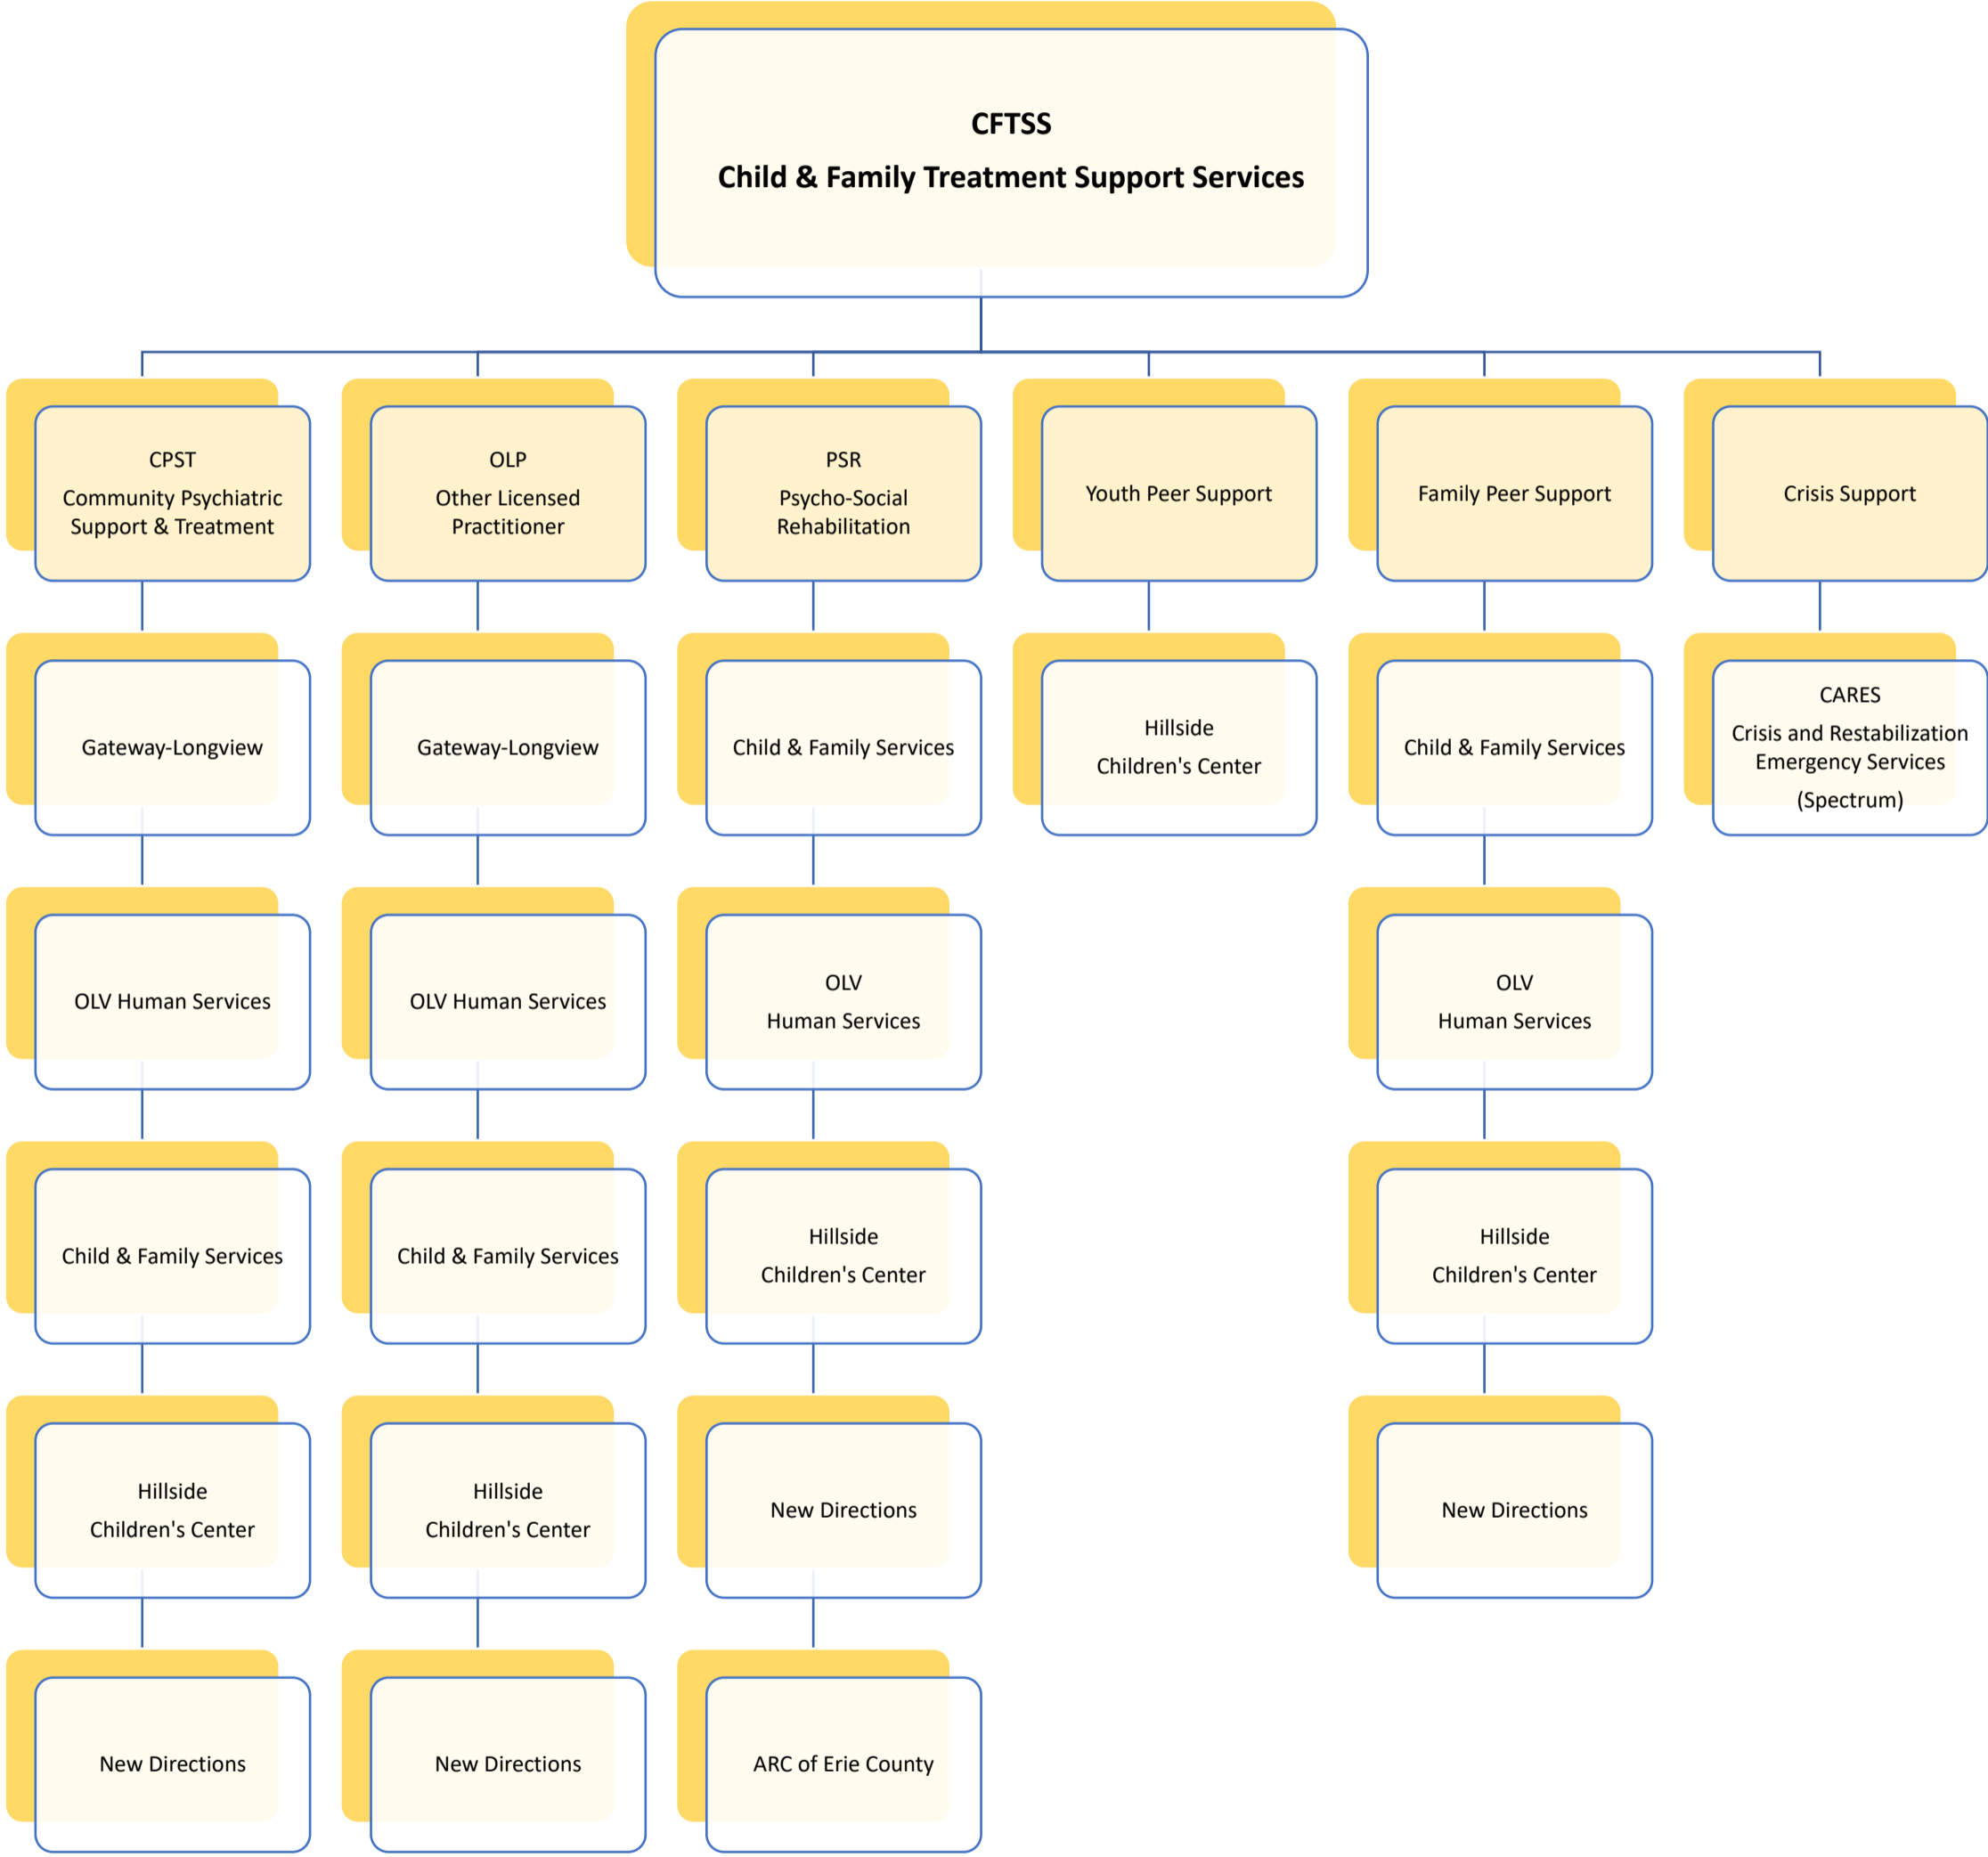 CFTSS
Child & Family Treatment Support Services
CPST
Community Psychiatric
Support & Treatment
OLP
Other Licensed
Practitioner
PSR
Psycho-Social
Rehabilitation
Youth Peer Support
Family Peer Support
Crisis Support
Gateway-Longview
Gateway-Longview
Child & Family Services
Hillside
Children's Center
Child & Family Services
CARES
Crisis and Restabilization
Emergency Services
(Spectrum)
OLV Human Services
OLV Human Services
OLV
Human Services
OLV
Human Services
Child & Family Services
Child & Family Services
Hillside
Children's Center
Hillside
Children's Center
Hillside
Children's Center
Hillside
Children's Center
New Directions
New Directions
New Directions
New Directions
ARC of Erie County